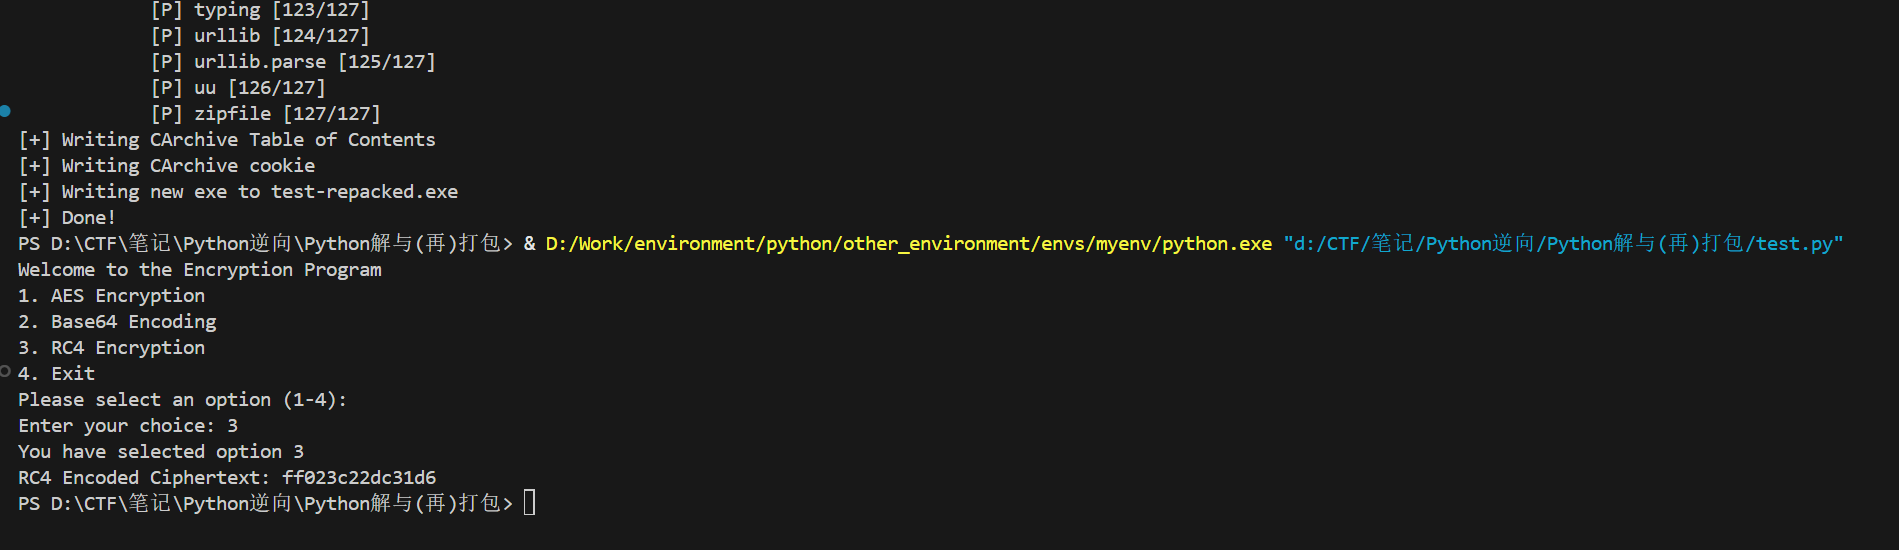 [P] typing [123/127]
[P] urllib [124/127]
[P] urllib.parse [125/127]
[P] uu [126/127]
[P] zipfile [127/127]
[+] Writing CArchive Table of Contents
[+] Writing CArchive cookie
[+] Writing new exe to test-repacked.exe
[+] Done!
PS D:\CTF\笔记\Python逆向\Python解与(再)打包> & D:/Work/environment/python/other_environment/envs/myenv/python.exe "d:/CTF/笔记/Python逆向/Python解与(再)打包/test.py"
Welcome to the Encryption Program
1. AES Encryption
2. Base64 Encoding
3. RC4 Encryption
4. Exit
Please select an option (1-4):
Enter your choice: 3
You have selected option 3
RC4 Encoded Ciphertext: ff023c22dc31d6
PS D:\CTF\笔记\Python逆向\Python解与(再)打包>